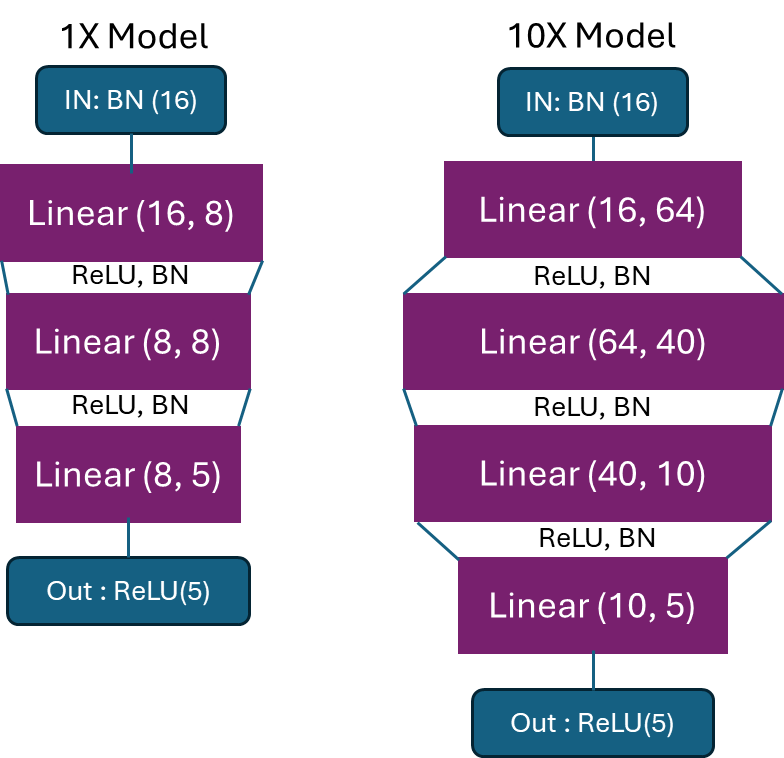 1X Model
IN: BN (16)
Linear (16, 8)
ReLU, BN
Linear (8, 8)
ReLU, BN
Linear (8, 5)
Out : ReLU(5)
10X Model
IN: BN (16)
Linear (16, 64)
ReLU, BN
Linear (64, 40)
ReLU, BN
Linear (40, 10)
ReLU, BN
Linear (10, 5)
Out : ReLU(5)